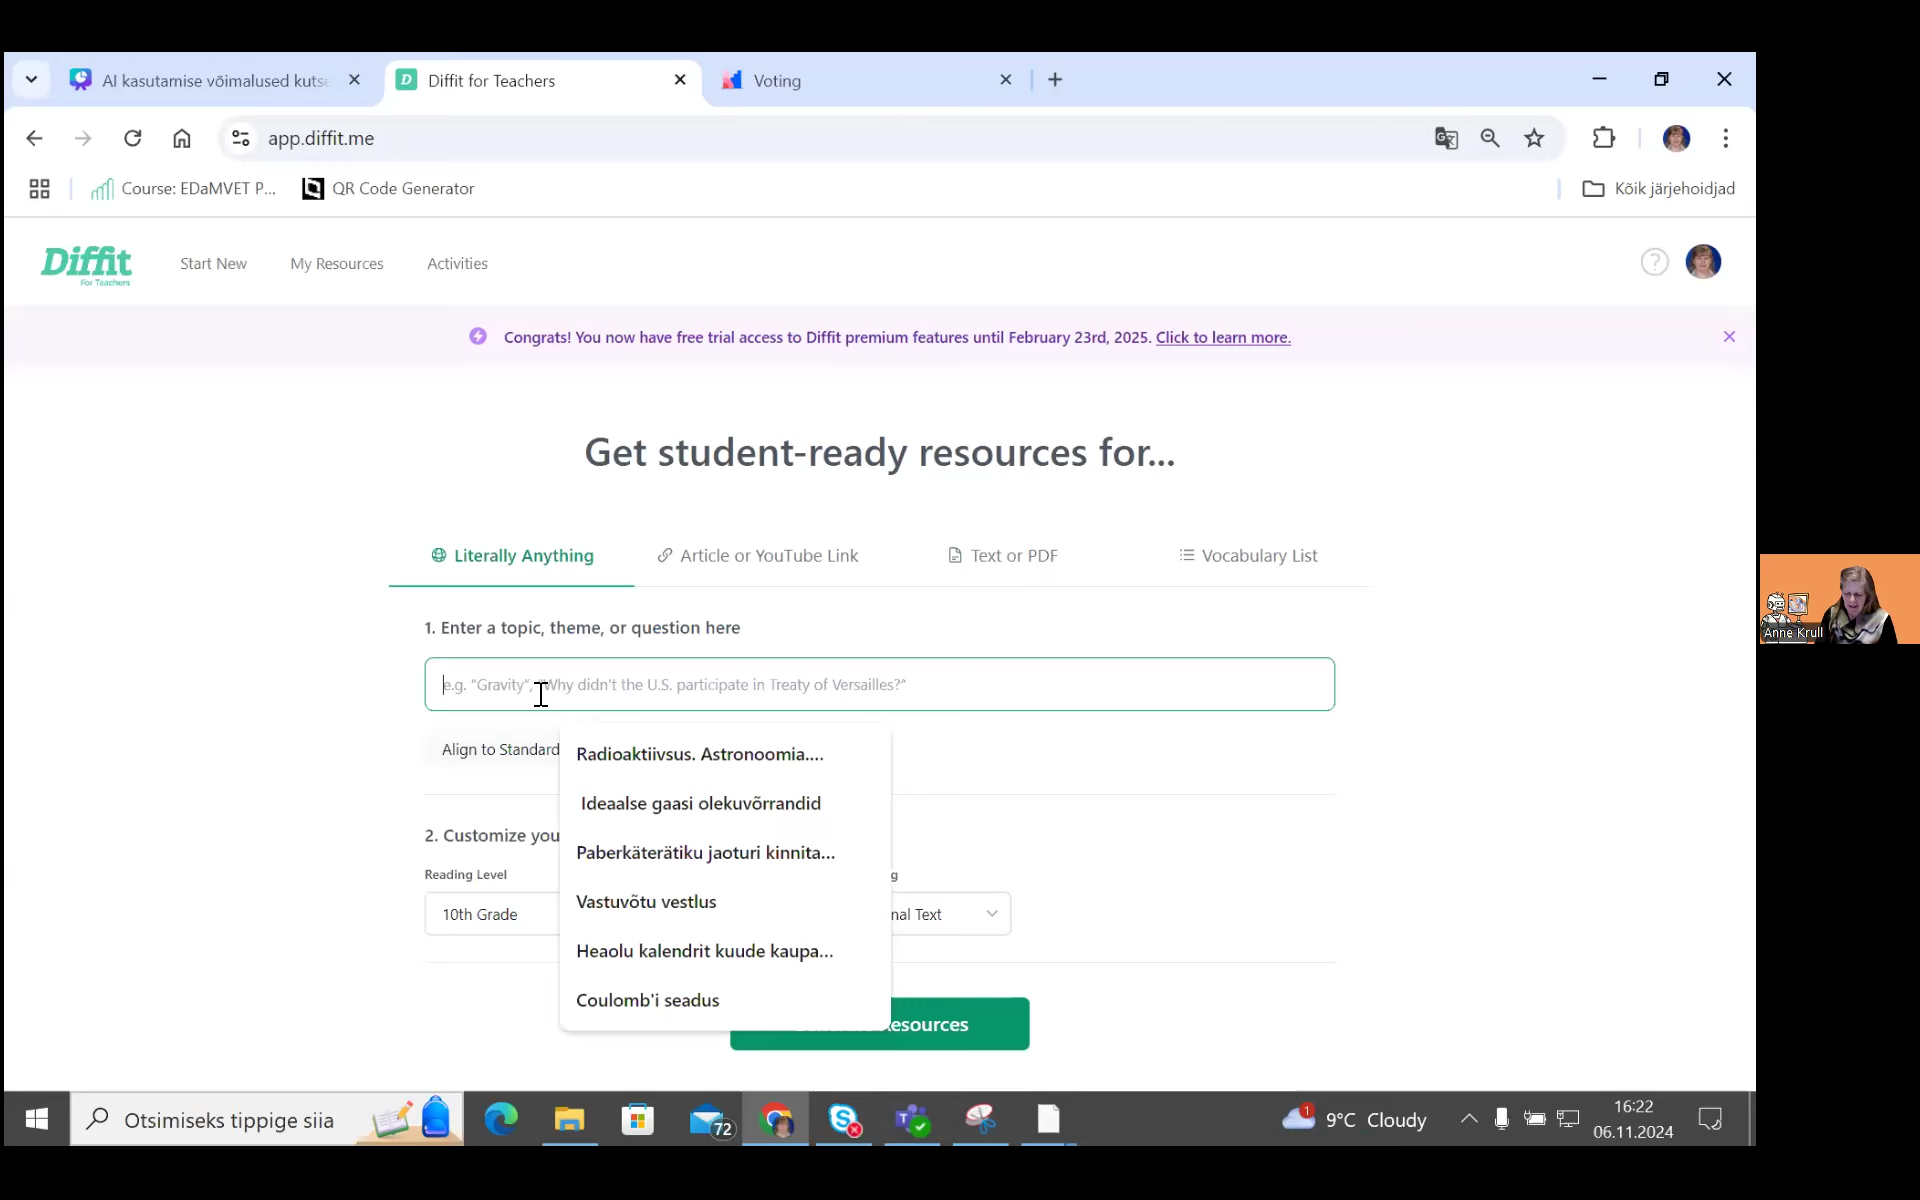 AI kasutamise võimalused kutse
Diffit for Teachers
Voting
app.diffit.me
Course: EDaMVET P...
QR Code Generator
Kõik järjehoidjad
Diffit
For Teachers
Start New
My Resources
Activities
Congrats! You now have free trial access to Diffit premium features until February 23rd, 2025. Click to learn more.
Get student-ready resources for...
Literally Anything
Article or YouTube Link
Text or PDF
Vocabulary List
1. Enter a topic, theme, or question here
e.g. "Gravity", "Why didn't the U.S. participate in Treaty of Versailles?"
Align to Standard
Radioaktiivsus. Astronoomia....
Ideaalse gaasi olekuvõrrandid
Paberkäterätiku jaoturi kinnita...
Vastuvõtu vestlus
Heaolu kalendrit kuude kaupa...
Coulomb'i seadus
2. Customize you
Reading Level
g
10th Grade
nal Text
esources
Anne Krull
Otsimiseks tippige siia
72
1
9°C Cloudy
16:22
06.11.2024